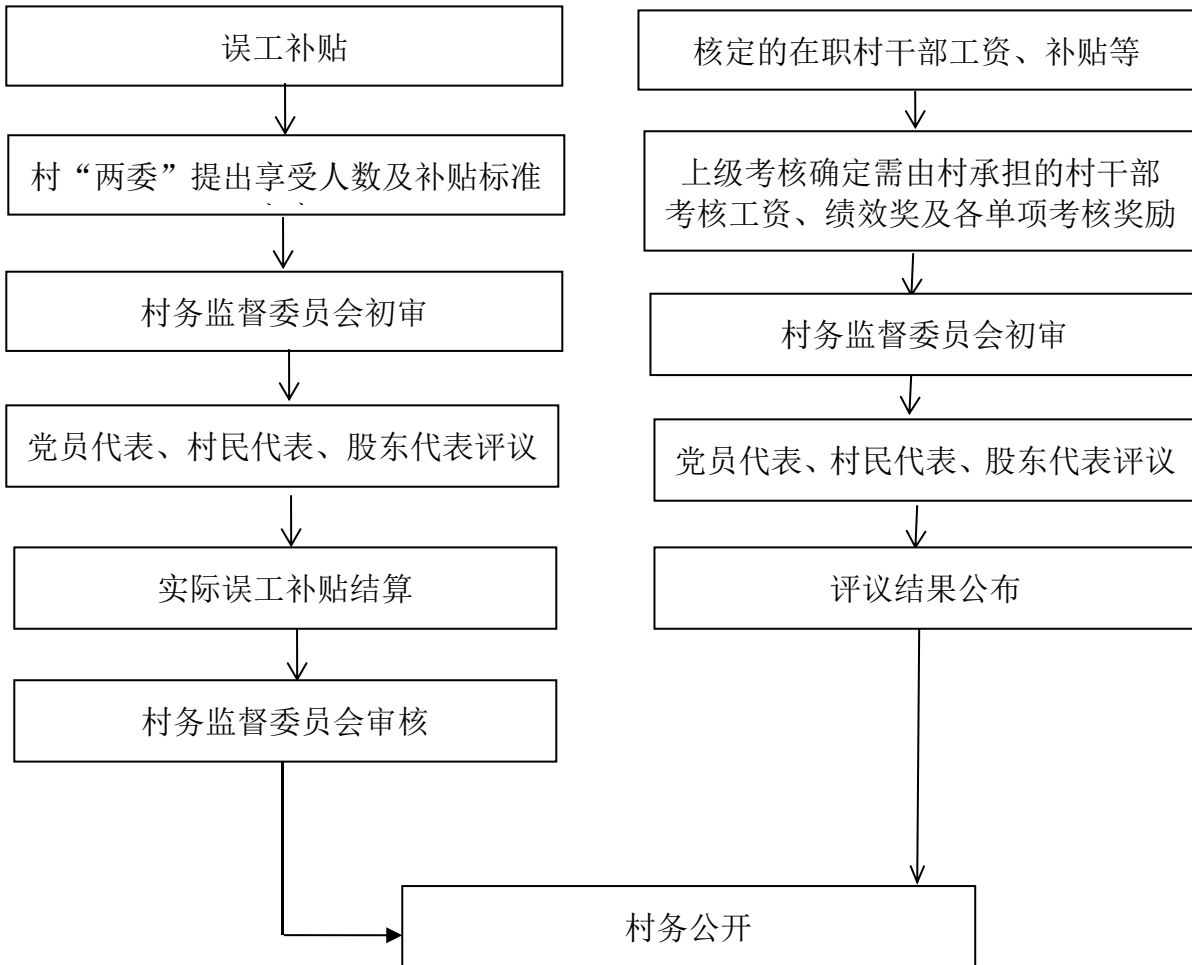 误工补贴
村“两委”提出享受人数及补贴标准
村务监督委员会初审
党员代表、村民代表、股东代表评议
实际误工补贴结算
村务监督委员会审核
核定的在职村干部工资、补贴等
上级考核确定需由村承担的村干部
考核工资、绩效奖及各单项考核奖励
村务监督委员会初审
党员代表、村民代表、股东代表评议
评议结果公布
村务公开